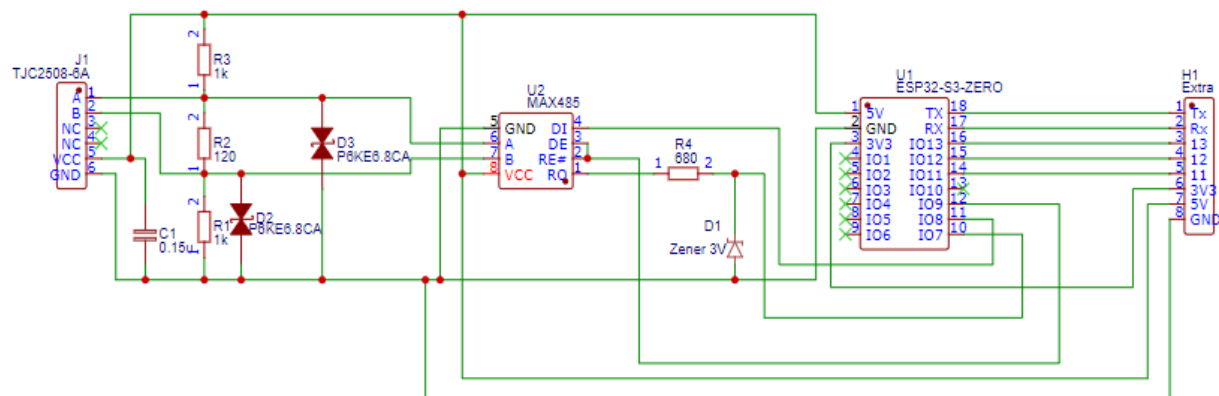 J1
TJC2508-6A
1
A
2
B
3
NC
4
NC
5
VCC
6
GND
2
R3
1k
1
2
R2
120
1
2
R1
1k
1
C1
0.15u
D2
P6KE6.8CA
D3
P6KE6.8CA
U2
MAX485
5
GND
6
A
7
B
8
VCC
DI
4
DE
3
RE#
2
RO
1
R4
1
680
2
D1
Zener 3V
U1
ESP32-S3-ZERO
1
5V
2
GND
3
3V3
4
IO1
5
IO2
6
IO3
7
IO4
8
IO5
9
IO6
TX
18
RX
17
IO13
16
IO12
15
IO11
14
IO10
13
IO9
12
IO8
11
IO7
10
H1
Extra
1
Tx
2
Rx
3
13
4
12
5
11
6
3V3
7
5V
8
GND